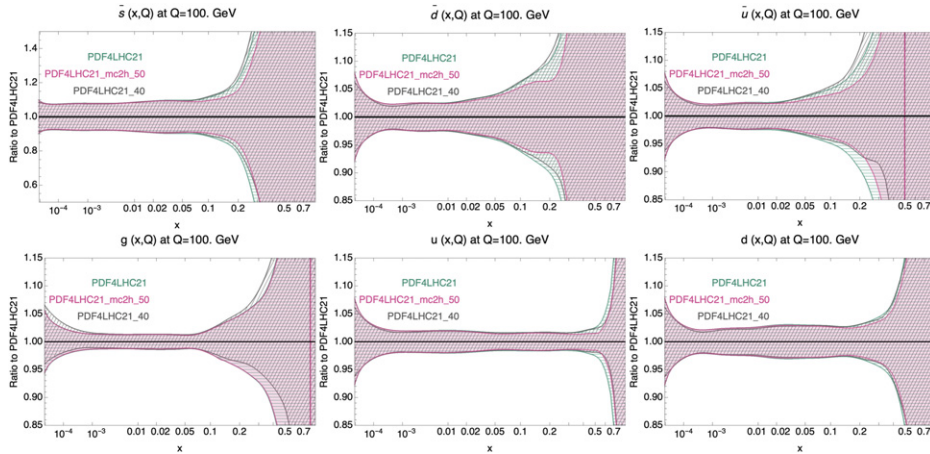 s̄ (x,Q) at Q=100. GeV
1.4
1.2
1.0
0.8
0.6
Ratio to PDF4LHC21
PDF4LHC21
PDF4LHC21_mc2h_50
PDF4LHC21_40
10⁻⁴ 10⁻³ 0.01 0.02 0.05 0.1 0.2 0.5 0.7
x
d̄ (x,Q) at Q=100. GeV
1.15
1.10
1.05
1.00
0.95
0.90
0.85
Ratio to PDF4LHC21
PDF4LHC21
PDF4LHC21_mc2h_50
PDF4LHC21_40
10⁻⁴ 10⁻³ 0.01 0.02 0.05 0.1 0.2 0.5 0.7
x
ū (x,Q) at Q=100. GeV
1.15
1.10
1.05
1.00
0.95
0.90
0.85
Ratio to PDF4LHC21
PDF4LHC21
PDF4LHC21_mc2h_50
PDF4LHC21_40
10⁻⁴ 10⁻³ 0.01 0.02 0.05 0.1 0.2 0.5 0.7
x
g (x,Q) at Q=100. GeV
1.15
1.10
1.05
1.00
0.95
0.90
0.85
Ratio to PDF4LHC21
PDF4LHC21
PDF4LHC21_mc2h_50
PDF4LHC21_40
10⁻⁴ 10⁻³ 0.01 0.02 0.05 0.1 0.2 0.5 0.7
x
u (x,Q) at Q=100. GeV
1.15
1.10
1.05
1.00
0.95
0.90
0.85
Ratio to PDF4LHC21
PDF4LHC21
PDF4LHC21_mc2h_50
PDF4LHC21_40
10⁻⁴ 10⁻³ 0.01 0.02 0.05 0.1 0.2 0.5 0.7
x
d (x,Q) at Q=100. GeV
1.15
1.10
1.05
1.00
0.95
0.90
0.85
Ratio to PDF4LHC21
PDF4LHC21
PDF4LHC21_mc2h_50
PDF4LHC21_40
10⁻⁴ 10⁻³ 0.01 0.02 0.05 0.1 0.2 0.5 0.7
x